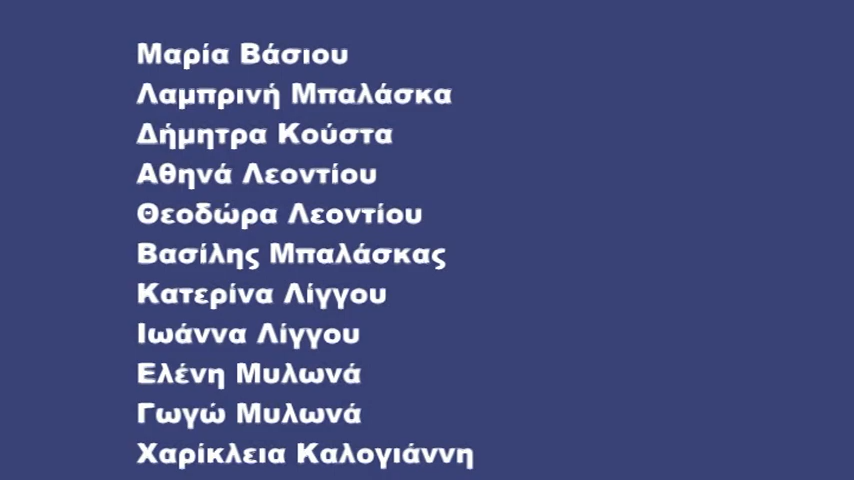 Μαρία Βάσιου
Λαμπρινή Μπαλάσκα
Δήμητρα Κούστα
Αθηνά Λεοντίου
Θεοδώρα Λεοντίου
Βασίλης Μπαλάσκας
Κατερίνα Λίγγου
Ιωάννα Λίγγου
Ελένη Μυλωνά
Γωγώ Μυλωνά
Χαρίκλεια Καλογιάννη